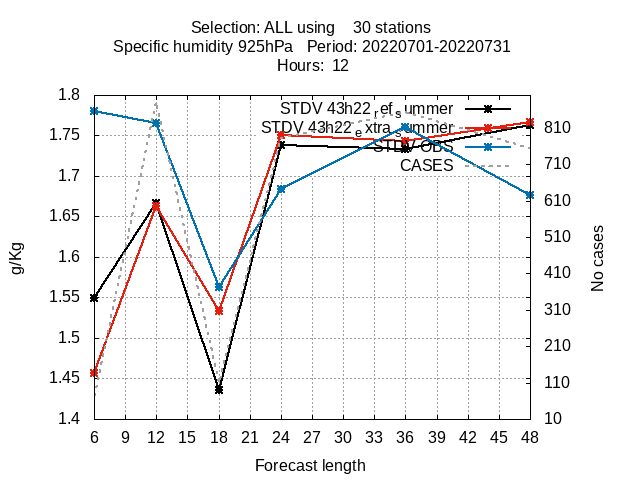 Selection: ALL using    30 stations
Specific humidity 925hPa   Period: 20220701-20220731
Hours:  12
1.8
1.75
1.7
1.65
1.6
1.55
1.5
1.45
1.4
g/Kg
STDV 43h22_ref_summer
STDV 43h22_extra_summer
STDV OBS
CASES
810
710
610
510
410
310
210
110
10
No cases
6 9 12 15 18 21 24 27 30 33 36 39 42 45 48
Forecast length